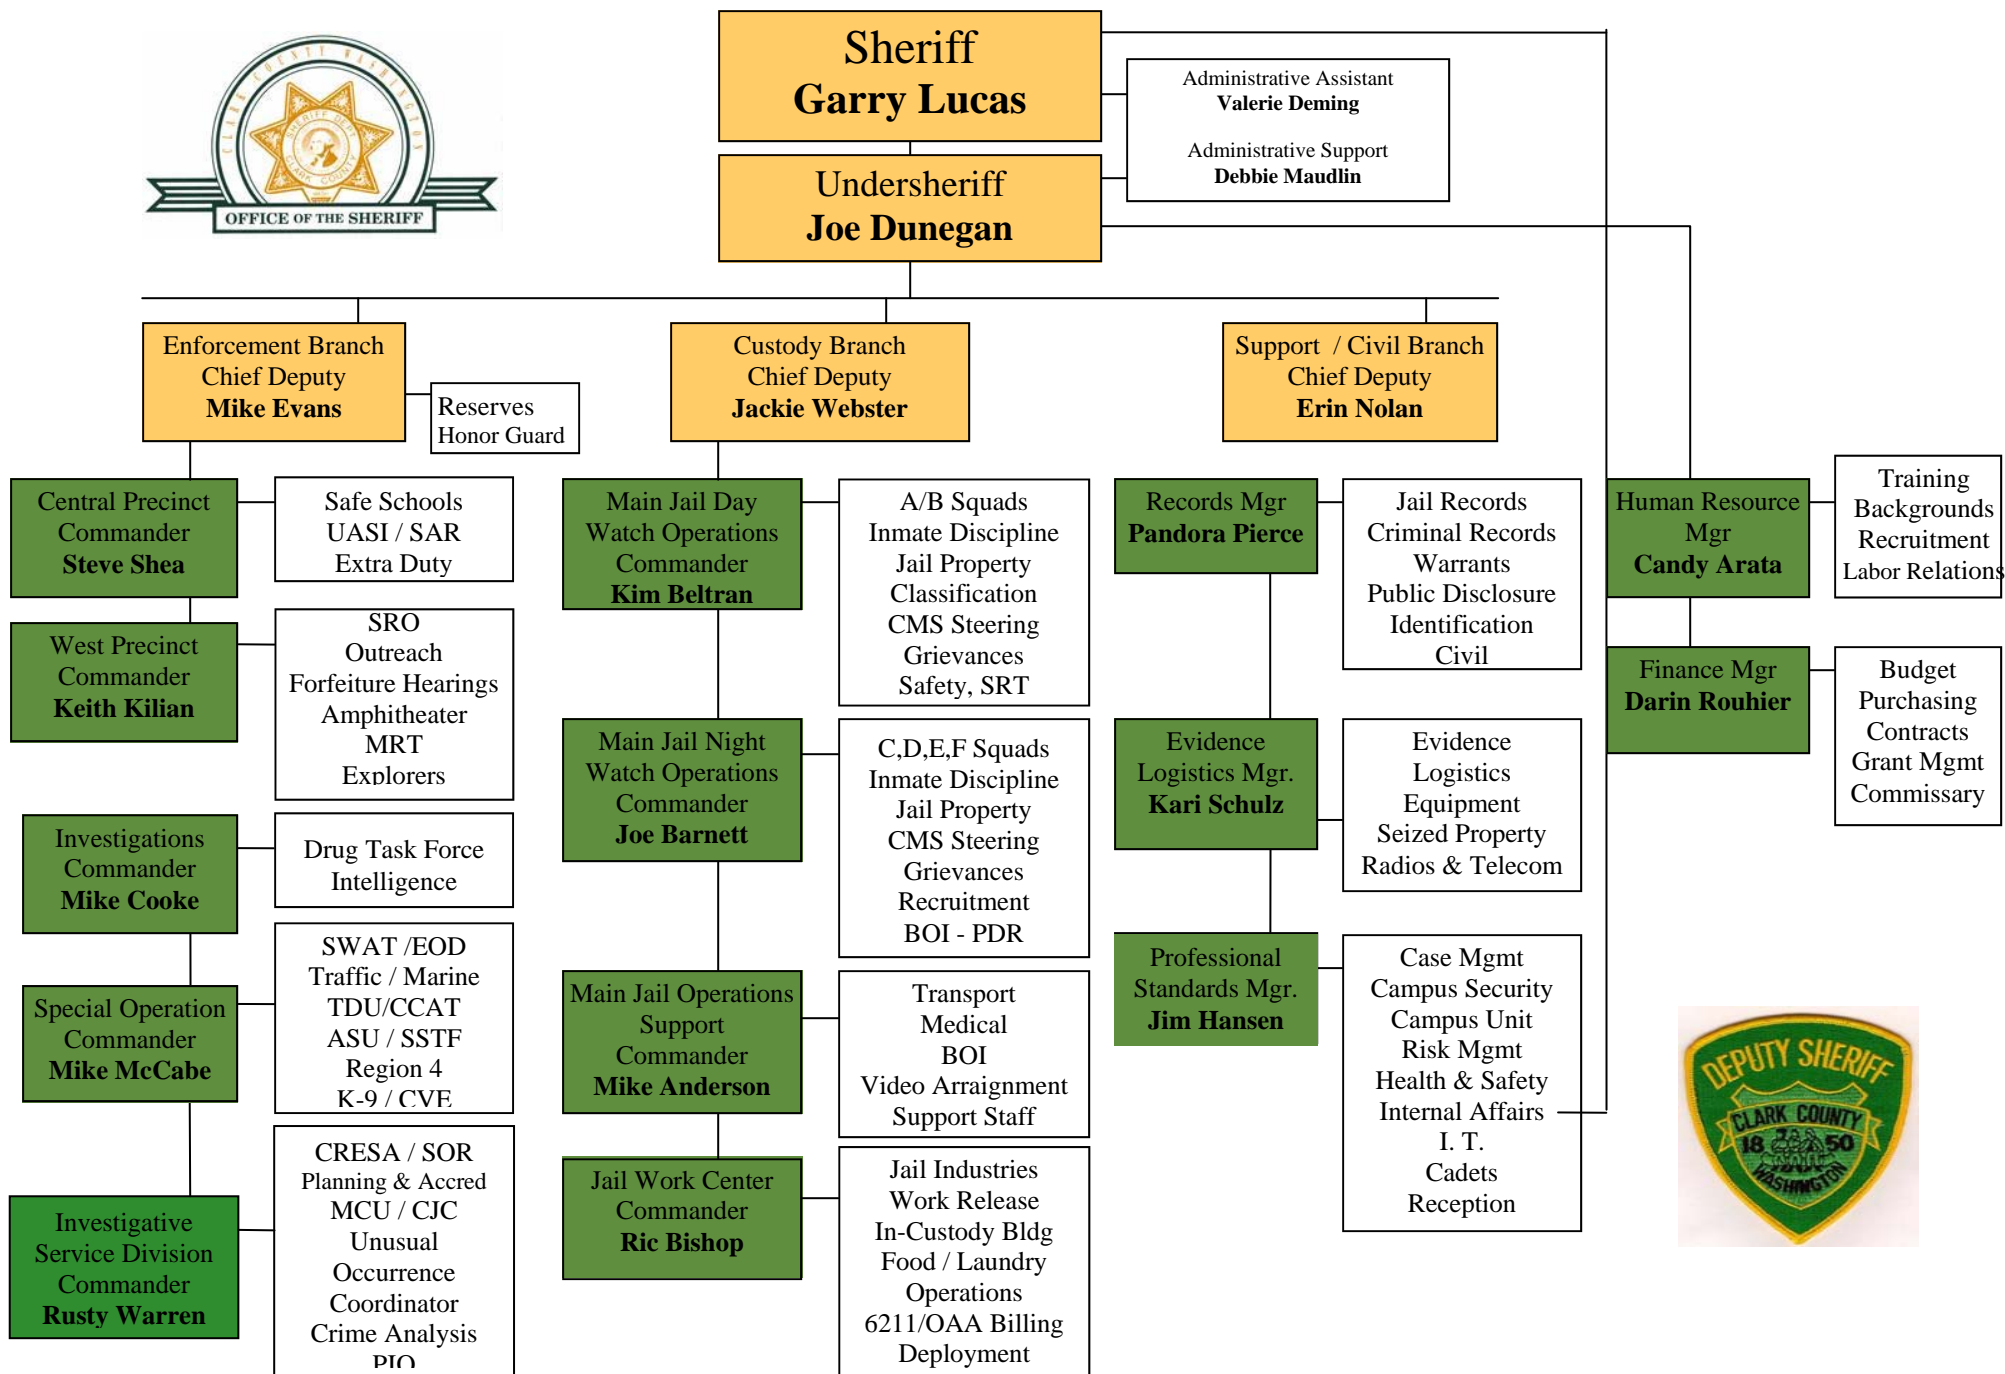 CLARK COUNTY WASHINGTON
SHERIFF DEPT
CLARK COUNTY
OFFICE OF THE SHERIFF
Sheriff
Garry Lucas
Administrative Assistant
Valerie Deming
Administrative Support
Debbie Maudlin
Undersheriff
Joe Dunegan
Enforcement Branch
Chief Deputy
Mike Evans
Reserves
Honor Guard
Custody Branch
Chief Deputy
Jackie Webster
Support / Civil Branch
Chief Deputy
Erin Nolan
Central Precinct
Commander
Steve Shea
Safe Schools
UASI / SAR
Extra Duty
West Precinct
Commander
Keith Kilian
SRO
Outreach
Forfeiture Hearings
Amphitheater
MRT
Explorers
Investigations
Commander
Mike Cooke
Drug Task Force
Intelligence
Special Operation
Commander
Mike McCabe
SWAT /EOD
Traffic / Marine
TDU/CCAT
ASU / SSTF
Region 4
K-9 / CVE
Investigative
Service Division
Commander
Rusty Warren
CRESA / SOR
Planning & Accred
MCU / CJC
Unusual
Occurrence
Coordinator
Crime Analysis
PIO
Main Jail Day
Watch Operations
Commander
Kim Beltran
A/B Squads
Inmate Discipline
Jail Property
Classification
CMS Steering
Grievances
Safety, SRT
Main Jail Night
Watch Operations
Commander
Joe Barnett
C,D,E,F Squads
Inmate Discipline
Jail Property
CMS Steering
Grievances
Recruitment
BOI - PDR
Main Jail Operations
Support
Commander
Mike Anderson
Transport
Medical
BOI
Video Arraignment
Support Staff
Jail Work Center
Commander
Ric Bishop
Jail Industries
Work Release
In-Custody Bldg
Food / Laundry
Operations
6211/OAA Billing
Deployment
Records Mgr
Pandora Pierce
Jail Records
Criminal Records
Warrants
Public Disclosure
Identification
Civil
Evidence
Logistics Mgr.
Kari Schulz
Evidence
Logistics
Equipment
Seized Property
Radios & Telecom
Professional
Standards Mgr.
Jim Hansen
Case Mgmt
Campus Security
Campus Unit
Risk Mgmt
Health & Safety
Internal Affairs
I. T.
Cadets
Reception
Human Resource
Mgr
Candy Arata
Training
Backgrounds
Recruitment
Labor Relations
Finance Mgr
Darin Rouhier
Budget
Purchasing
Contracts
Grant Mgmt
Commissary
DEPUTY SHERIFF
CLARK COUNTY
18 50
WASHINGTON